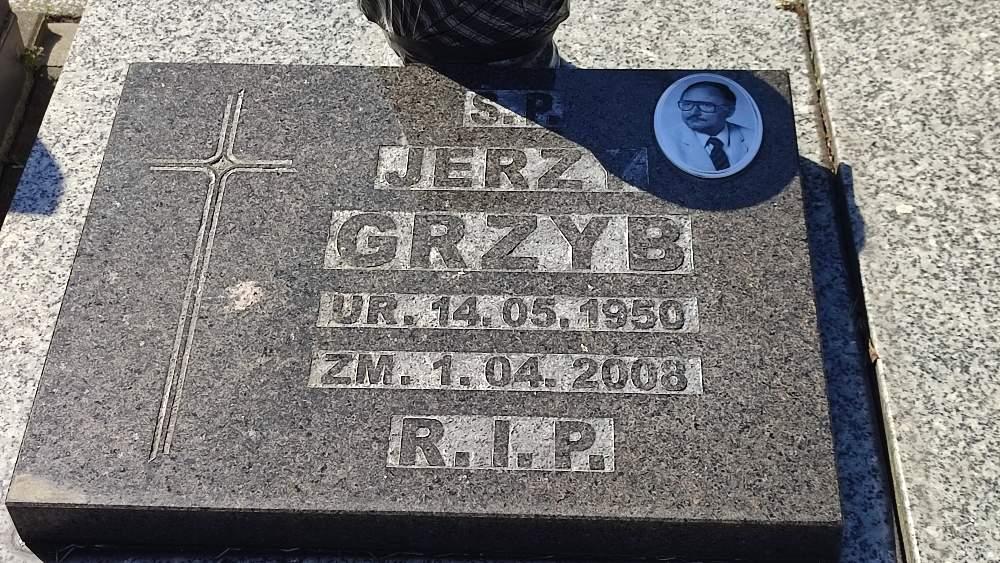 Ś.P.
JERZY
GRZYB
UR. 14.05.1950
ZM. 1.04.2008
R.I.P.